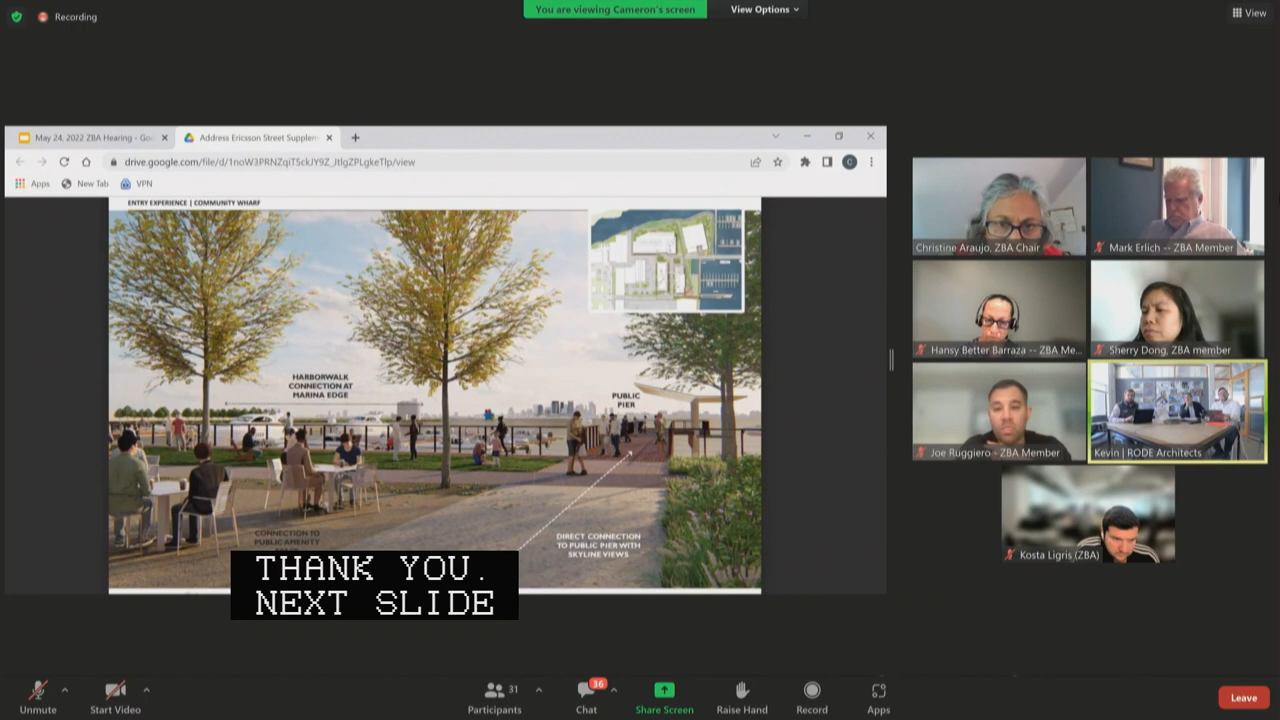 Recording
You are viewing Cameron's screen
View Options
View
May 24, 2022 ZBA Hearing - Goo
Address Ericsson Street Supplem
drive.google.com/file/d/1noW3PRNZqiT5ckJY9Z_JtlgZPLgkeTlp/view
C
Apps
New Tab
VPN
ENTRY EXPERIENCE | COMMUNITY WHARF
HARBORWALK
CONNECTION AT
MARINA EDGE
PUBLIC
PIER
CONNECTION TO
PUBLIC AMENITY
DIRECT CONNECTION
TO PUBLIC PIER WITH
SKYLINE VIEWS
THANK YOU.
NEXT SLIDE
Christine Araujo, ZBA Chair
Mark Erlich -- ZBA Member
Hansy Better Barraza -- ZBA Me...
Sherry Dong, ZBA member
Joe Ruggiero - ZBA Member
Kevin | RODE Architects
Kosta Ligris (ZBA)
Unmute
Start Video
31
Participants
36
Chat
Share Screen
Raise Hand
Record
Apps
Leave